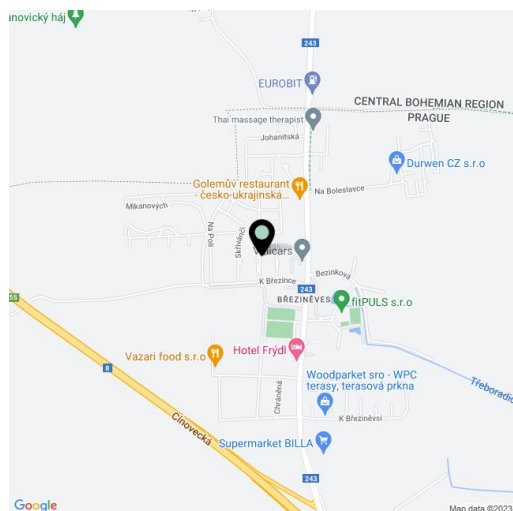 anovický háj
243
EUROBIT
CENTRAL BOHEMIAN REGION
PRAGUE
Thai massage therapist
Johanitská
Durwen CZ s.r.o
Golemův restaurant
- česko-ukrajinská...
Na Boleslavce
Mikanových
Na Poli
Skřivánčí
cars
Bezinková
K Březince
243
BŘEZINĚVES
fitPULS s.r.o
55
Hotel Frýdl
Vazari food s.r.o
8
Woodparket sro - WPC
terasy, terasová prkna
Třeboradic
Chráněná
Cínovecká
K Březiněvsi
Supermarket BILLA
243
Google
Map data ©2023